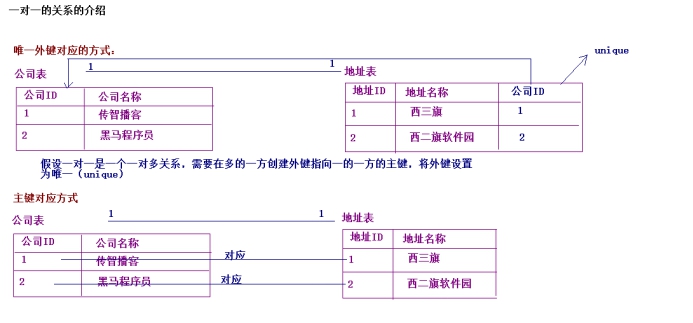 一对一的关系的介绍
唯一外键对应的方式：
unique
公司表 1 1 地址表
公司ID 公司名称 地址ID 地址名称 公司ID
1 传智播客 1 西三旗 1
2 黑马程序员 2 西二旗软件园 2
假设一对一是一个一对多关系，需要在多的一方创建外键指向一的一方的主键，将外键设置
为唯一（unique）
主键对应方式
公司表 1 1 地址表
公司ID 公司名称 地址ID 地址名称
1 传智播客 对应 1 西三旗
2 黑马程序员 对应 2 西二旗软件园